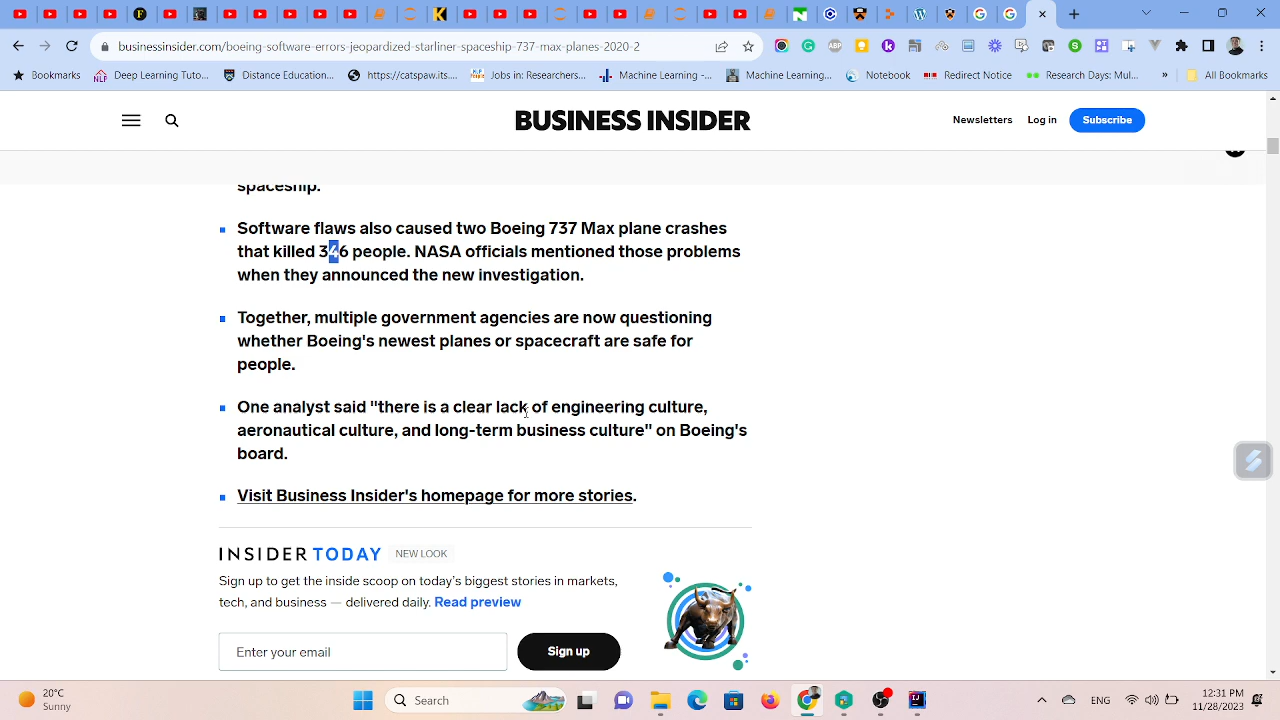 businessinsider.com/boeing-software-errors-jeopardized-starliner-spaceship-737-max-planes-2020-2
Bookmarks
Deep Learning Tuto...
Distance Education...
https://catspaw.its...
Jobs in Researchers...
Machine Learning -...
Machine Learning...
Notebook
Redirect Notice
Research Days: Mul...
»
All Bookmarks
BUSINESS INSIDER
Newsletters
Log in
Subscribe
spaceship.
Software flaws also caused two Boeing 737 Max plane crashes
that killed 346 people. NASA officials mentioned those problems
when they announced the new investigation.
Together, multiple government agencies are now questioning
whether Boeing's newest planes or spacecraft are safe for
people.
One analyst said "there is a clear lack of engineering culture,
aeronautical culture, and long-term business culture" on Boeing's
board.
Visit Business Insider's homepage for more stories.
INSIDER TODAY NEW LOOK
Sign up to get the inside scoop on today's biggest stories in markets,
tech, and business — delivered daily. Read preview
Enter your email
Sign up
20°C
Sunny
Search
ENG
12:31 PM
11/28/2023